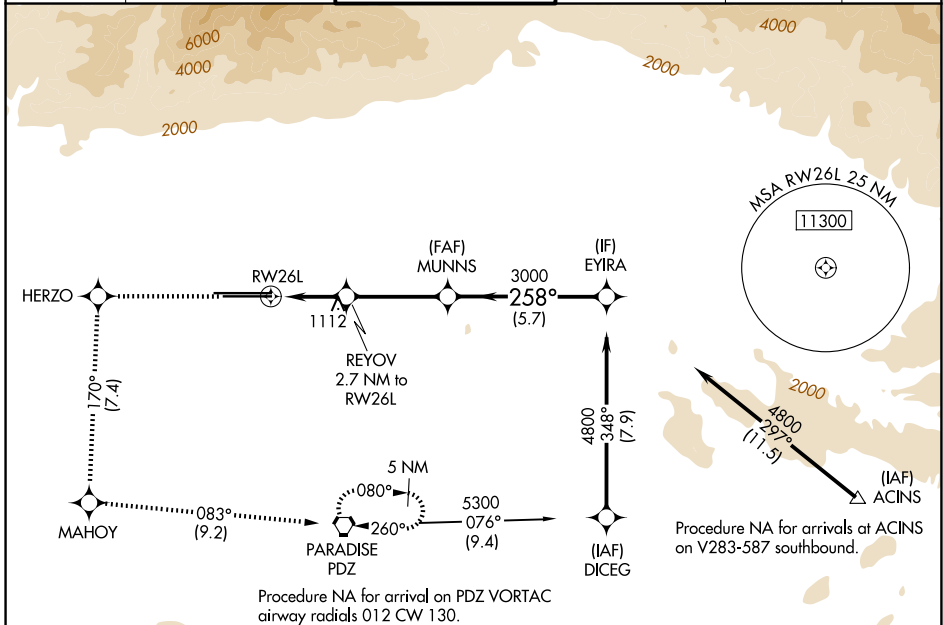 6000
4000
2000
2000
4000
MSA RW26L 25 NM
11300
(FAF)
MUNNS
(IF)
EYIRA
RW26L
HERZO
3000
258°
(5.7)
1112
REYOV
2.7 NM to
RW26L
170°
(7.4)
4800
348°
(7.9)
2000
4800
297°
(11.5)
(IAF)
ACINS
Procedure NA for arrivals at ACINS
on V283-587 southbound.
5 NM
080°
260°
5300
076°
(9.4)
MAHOY
083°
(9.2)
PARADISE
PDZ
(IAF)
DICEG
Procedure NA for arrival on PDZ VORTAC
airway radials 012 CW 130.